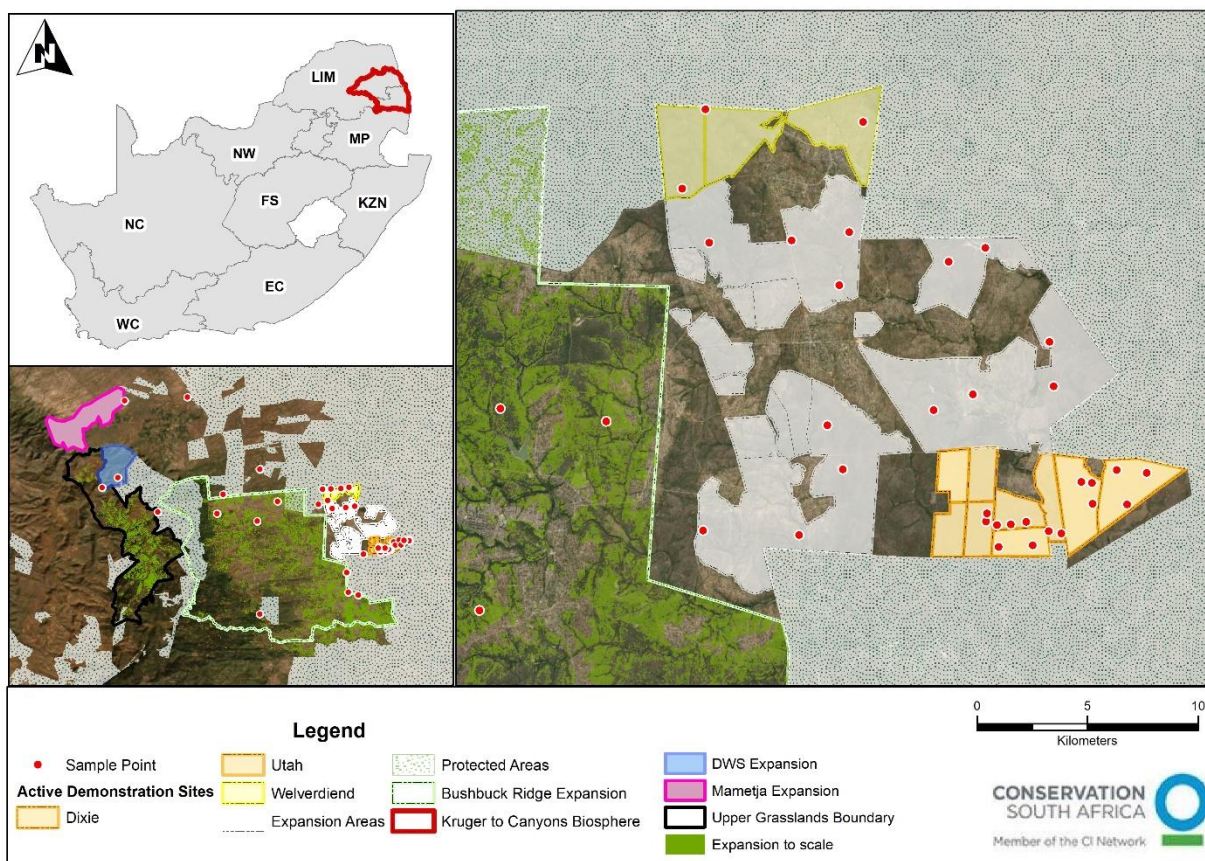 N
LIM
MP
NW
FS
KZN
NC
EC
WC
Legend
Sample Point
Active Demonstration Sites
Dixie
Utah
Welverdiend
Expansion Areas
Protected Areas
Bushbuck Ridge Expansion
Kruger to Canyons Biosphere
DWS Expansion
Mametja Expansion
Upper Grasslands Boundary
Expansion to scale
0 5 10
Kilometers
CONSERVATION
SOUTH AFRICA
Member of the CI Network